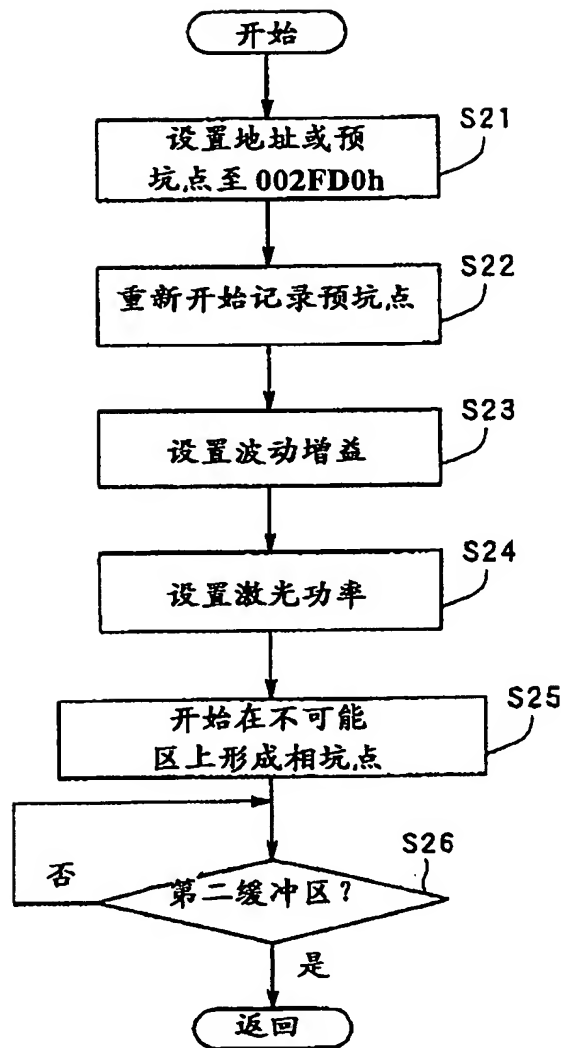 开始
S21
设置地址或预
坑点至 002FD0h
S22
重新开始记录预坑点
S23
设置波动增益
S24
设置激光功率
S25
开始在不可能
区上形成相坑点
S26
第二缓冲区？
否
是
返回